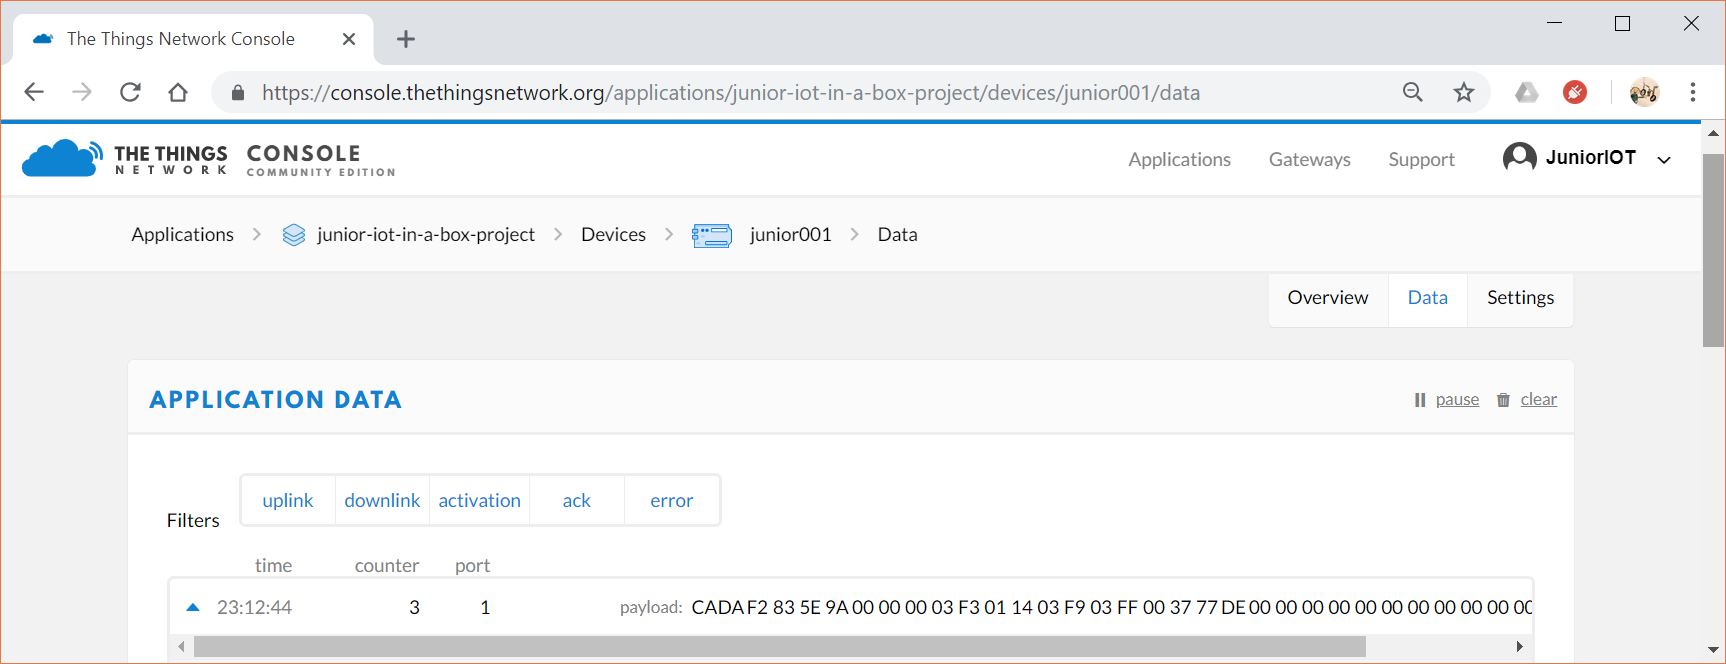 The Things Network Console
https://console.thethingsnetwork.org/applications/junior-iot-in-a-box-project/devices/junior001/data
THE THINGS NETWORK CONSOLE COMMUNITY EDITION Applications Gateways Support JuniorIOT
Applications junior-iot-in-a-box-project Devices junior001 Data
Overview Data Settings
APPLICATION DATA pause clear
Filters uplink downlink activation ack error
time counter port
23:12:44 3 1 payload: CA DA F2 83 5E 9A 00 00 00 03 F3 01 14 03 F9 03 FF 00 37 77 DE 00 00 00 00 00 00 00 00 00 00 00